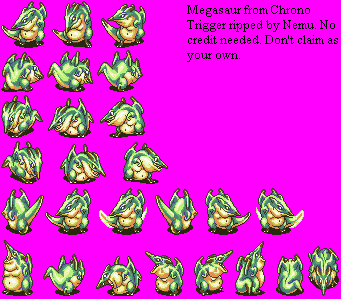 Megasaur from Chrono
Trigger ripped by Nemu. No
credit needed. Don't claim as
your own.